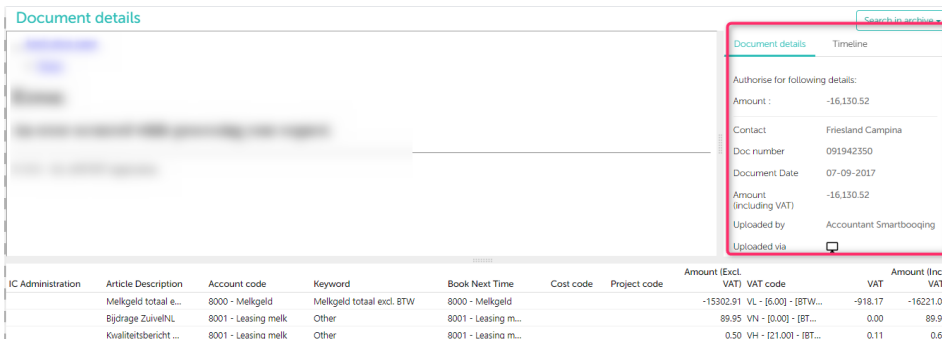 Document details
Search in archive
Document details Timeline
Authorise for following details:
Amount : -16,130.52
Contact Friesland Campina
Doc number 091942350
Document Date 07-09-2017
Amount (including VAT) -16,130.52
Uploaded by Accountant Smartbooqing
Uploaded via
IC Administration Article Description Account code Keyword Book Next Time Cost code Project code Amount (Excl. VAT) VAT code VAT Amount (Inc VAT
Melkgeld totaal e... 8000 - Melkgeld Melkgeld totaal excl. BTW 8000 - Melkgeld -15302.91 VL - [6.00] - [BTW... -918.17 -16221.0
Bijdrage ZuivelNL 8001 - Leasing melk Other 8001 - Leasing m... 89.95 VN - [0.00] - [BT... 0.00 89.9
Kwaliteitsbericht ... 8001 - Leasing melk Other 8001 - Leasing m... 0.50 VH - [21.00] - [BT... 0.11 0.6